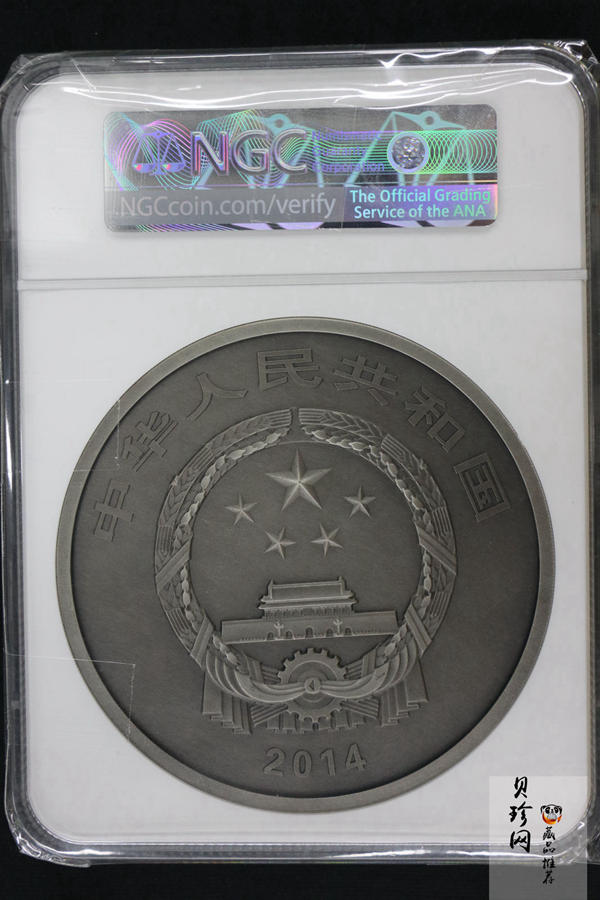 NGC
NGCcoin.com/verify
The Official Grading
Service of the ANA
中华人民共和国
2014
贝珍网
藏品推荐